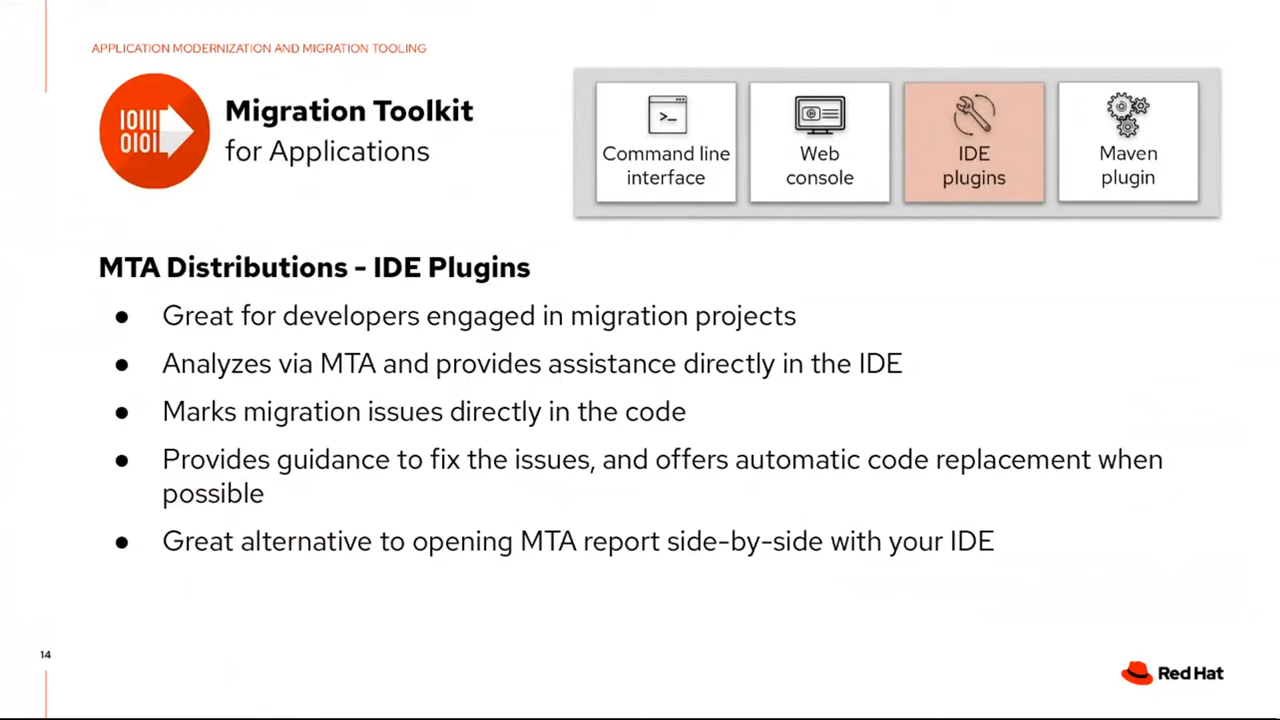 APPLICATION MODERNIZATION AND MIGRATION TOOLING
IOIII
OIOI
Migration Toolkit
for Applications
>_
Command line
interface
Web
console
IDE
plugins
Maven
plugin
MTA Distributions - IDE Plugins
● Great for developers engaged in migration projects
● Analyzes via MTA and provides assistance directly in the IDE
● Marks migration issues directly in the code
● Provides guidance to fix the issues, and offers automatic code replacement when
possible
● Great alternative to opening MTA report side-by-side with your IDE
14
Red Hat